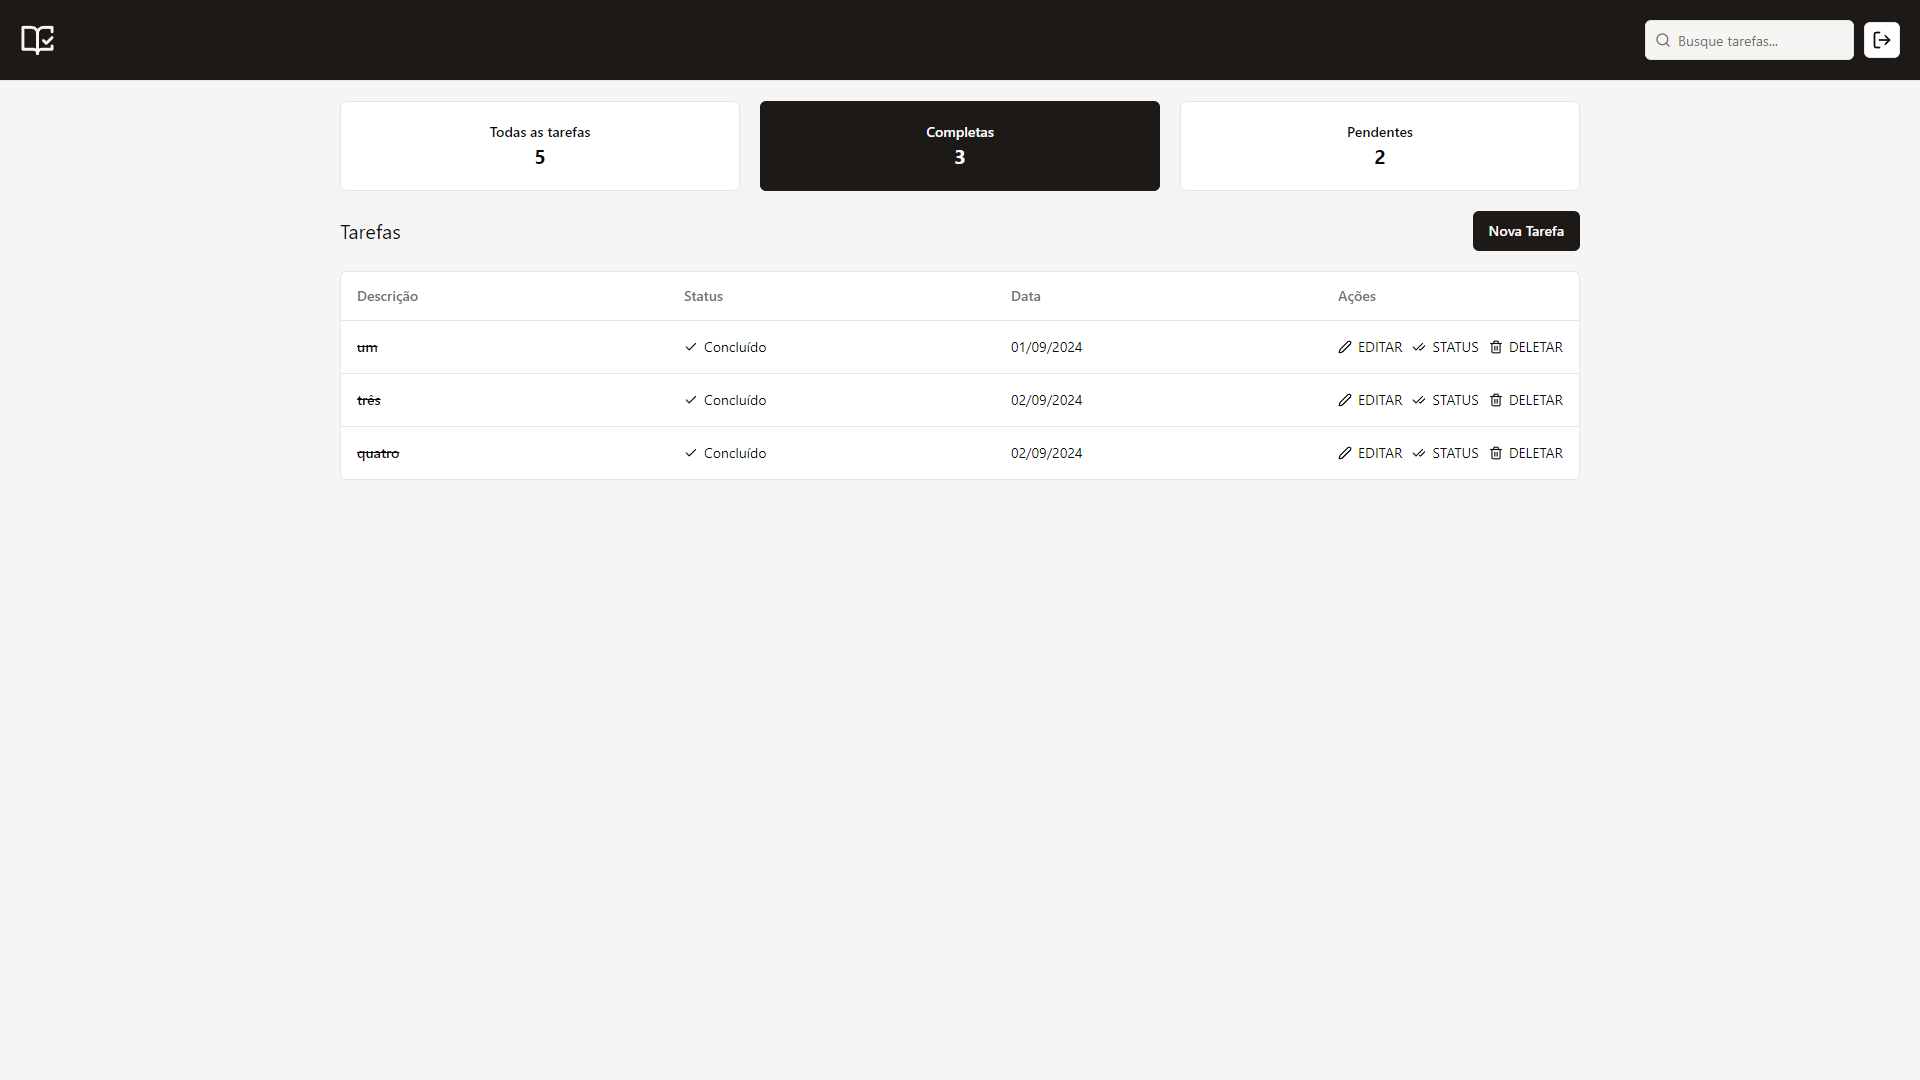 Busque tarefas...
Todas as tarefas
5
Completas
3
Pendentes
2
Tarefas
Nova Tarefa
Descrição Status Data Ações
um Concluído 01/09/2024 EDITAR STATUS DELETAR
três Concluído 02/09/2024 EDITAR STATUS DELETAR
quatro Concluído 02/09/2024 EDITAR STATUS DELETAR